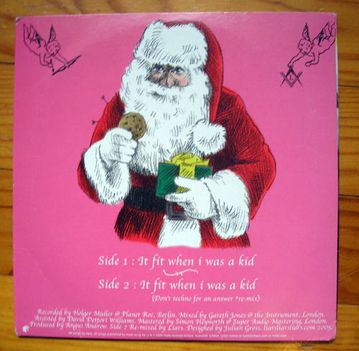 Side 1 : It fit when i was a kid
Side 2 : It fit when i was a kid
(Don't techno for an answer *re-mix)
Recorded by Holger Müller @ Planet Roc, Berlin. Mixed by Gareth Jones @ the Instrument, London.
Assisted by David Dettori Williams. Mastered by Simon Heyworth @ Super Audio Mastering, London.
Produced by Angus Andrew. Side 2 Re-mixed by Liars. Designed by Julian Gross. liarsliarsliars.com 2005.